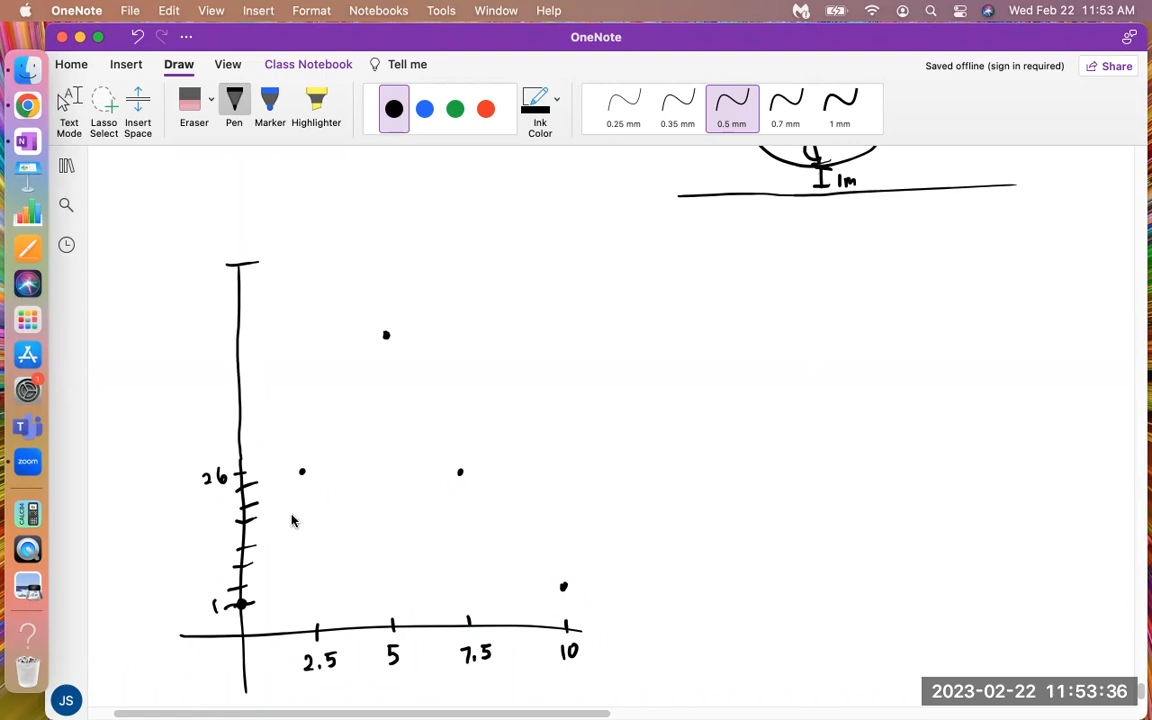 OneNote File Edit View Insert Format Notebooks Tools Window Help Wed Feb 22 11:53 AM
OneNote
Home Insert Draw View Class Notebook Tell me Saved offline (sign in required) Share
Text Mode Lasso Select Insert Space Eraser Pen Marker Highlighter Ink Color 0.25 mm 0.35 mm 0.5 mm 0.7 mm 1 mm
1m
26
1
2.5 5 7.5 10
zoom
CALC84
JS
2023-02-22 11:53:36